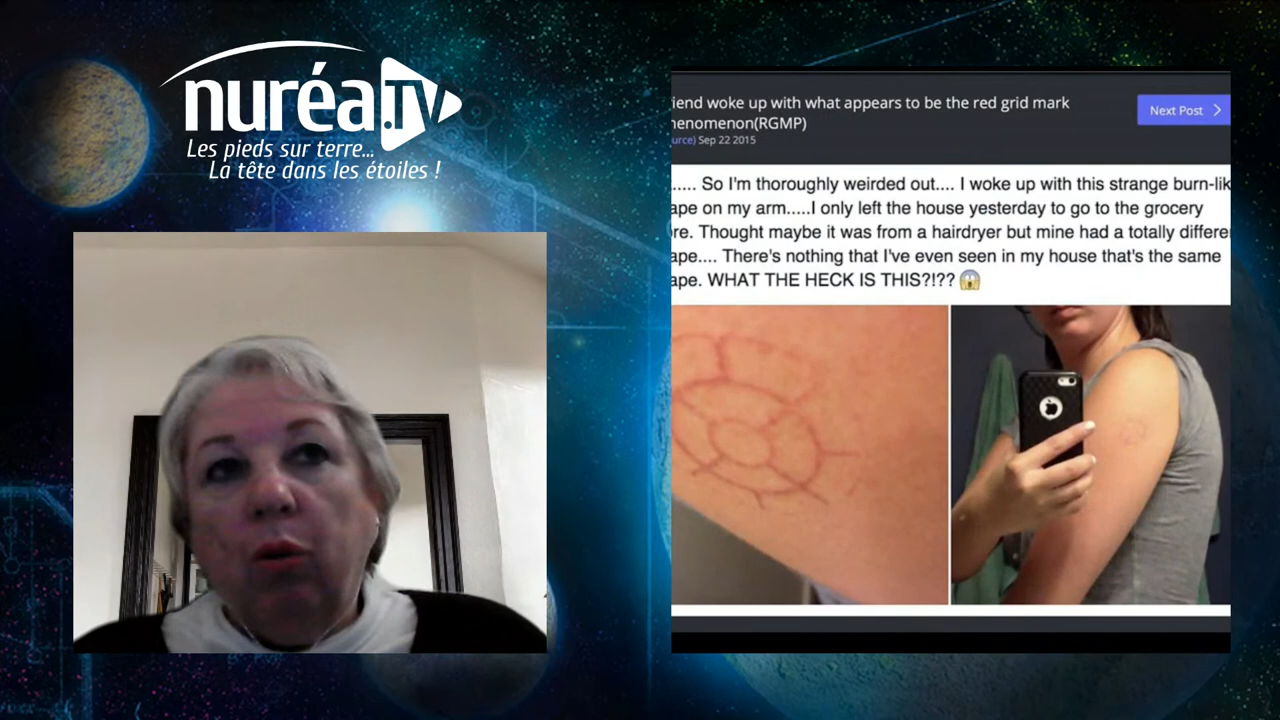 nuréa.TV
Les pieds sur terre...
La tête dans les étoiles !
iend woke up with what appears to be the red grid mark
henomenon(RGMP)
urce) Sep 22 2015
Next Post
..... So I'm thoroughly weirded out.... I woke up with this strange burn-lik
ape on my arm.....I only left the house yesterday to go to the grocery
re. Thought maybe it was from a hairdryer but mine had a totally differe
ape.... There's nothing that I've even seen in my house that's the same
ape. WHAT THE HECK IS THIS?!?? 😱